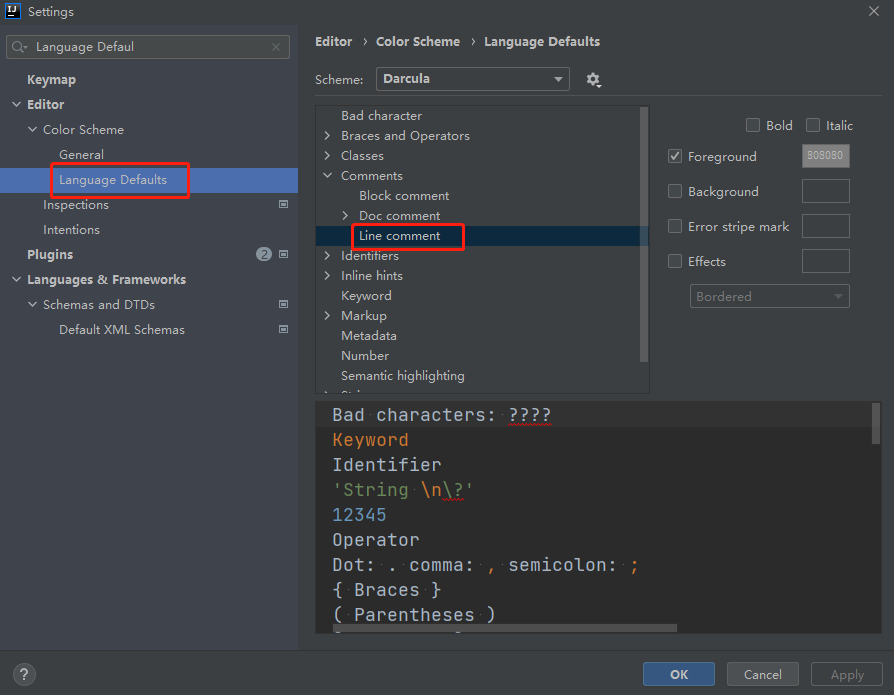 IJ Settings
Language Defaul
Keymap
Editor
Color Scheme
General
Language Defaults
Inspections
Intentions
Plugins 2
Languages & Frameworks
Schemas and DTDs
Default XML Schemas
?
Editor › Color Scheme › Language Defaults
Scheme: Darcula
Bad character
Braces and Operators
Classes
Comments
Block comment
Doc comment
Line comment
Identifiers
Inline hints
Keyword
Markup
Metadata
Number
Semantic highlighting
Bold Italic
Foreground 808080
Background
Error stripe mark
Effects
Bordered
Bad characters: ????
Keyword
Identifier
'String \n\?'
12345
Operator
Dot: . comma: , semicolon: ;
{ Braces }
( Parentheses )
OK Cancel Apply